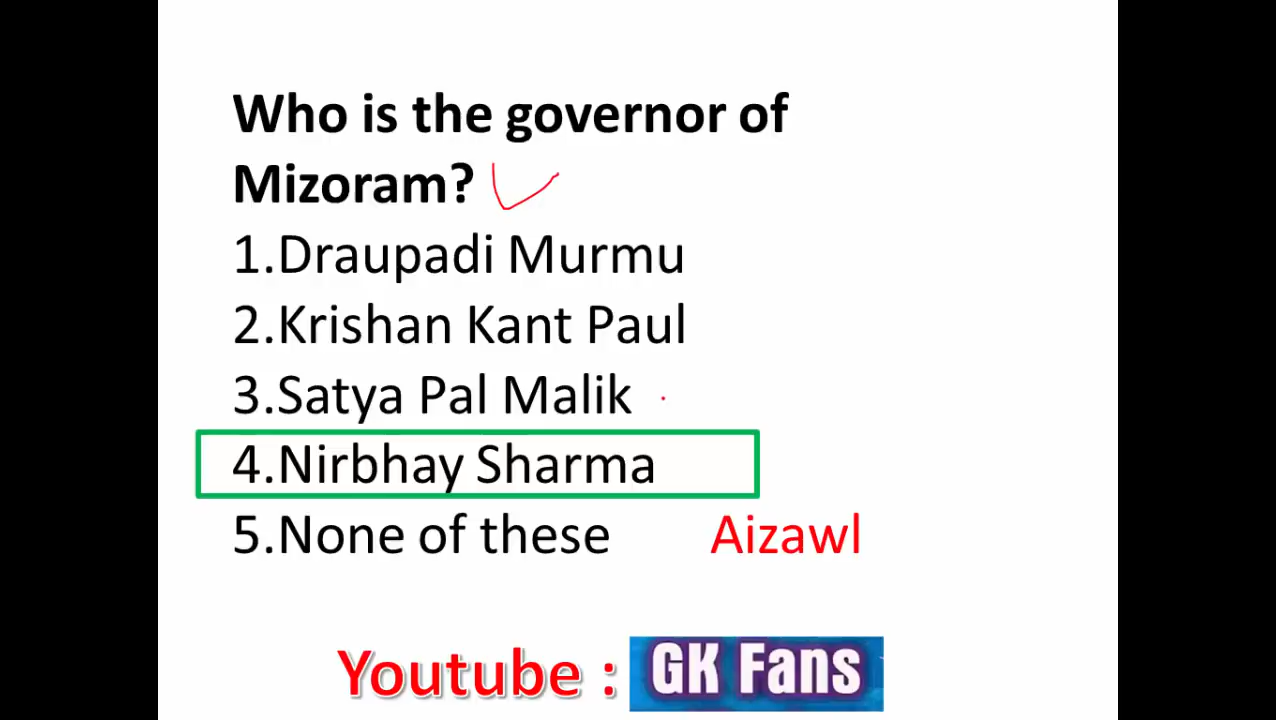 Who is the governor of
Mizoram?
1.Draupadi Murmu
2.Krishan Kant Paul
3.Satya Pal Malik
4.Nirbhay Sharma
5.None of these Aizawl
Youtube : GK Fans